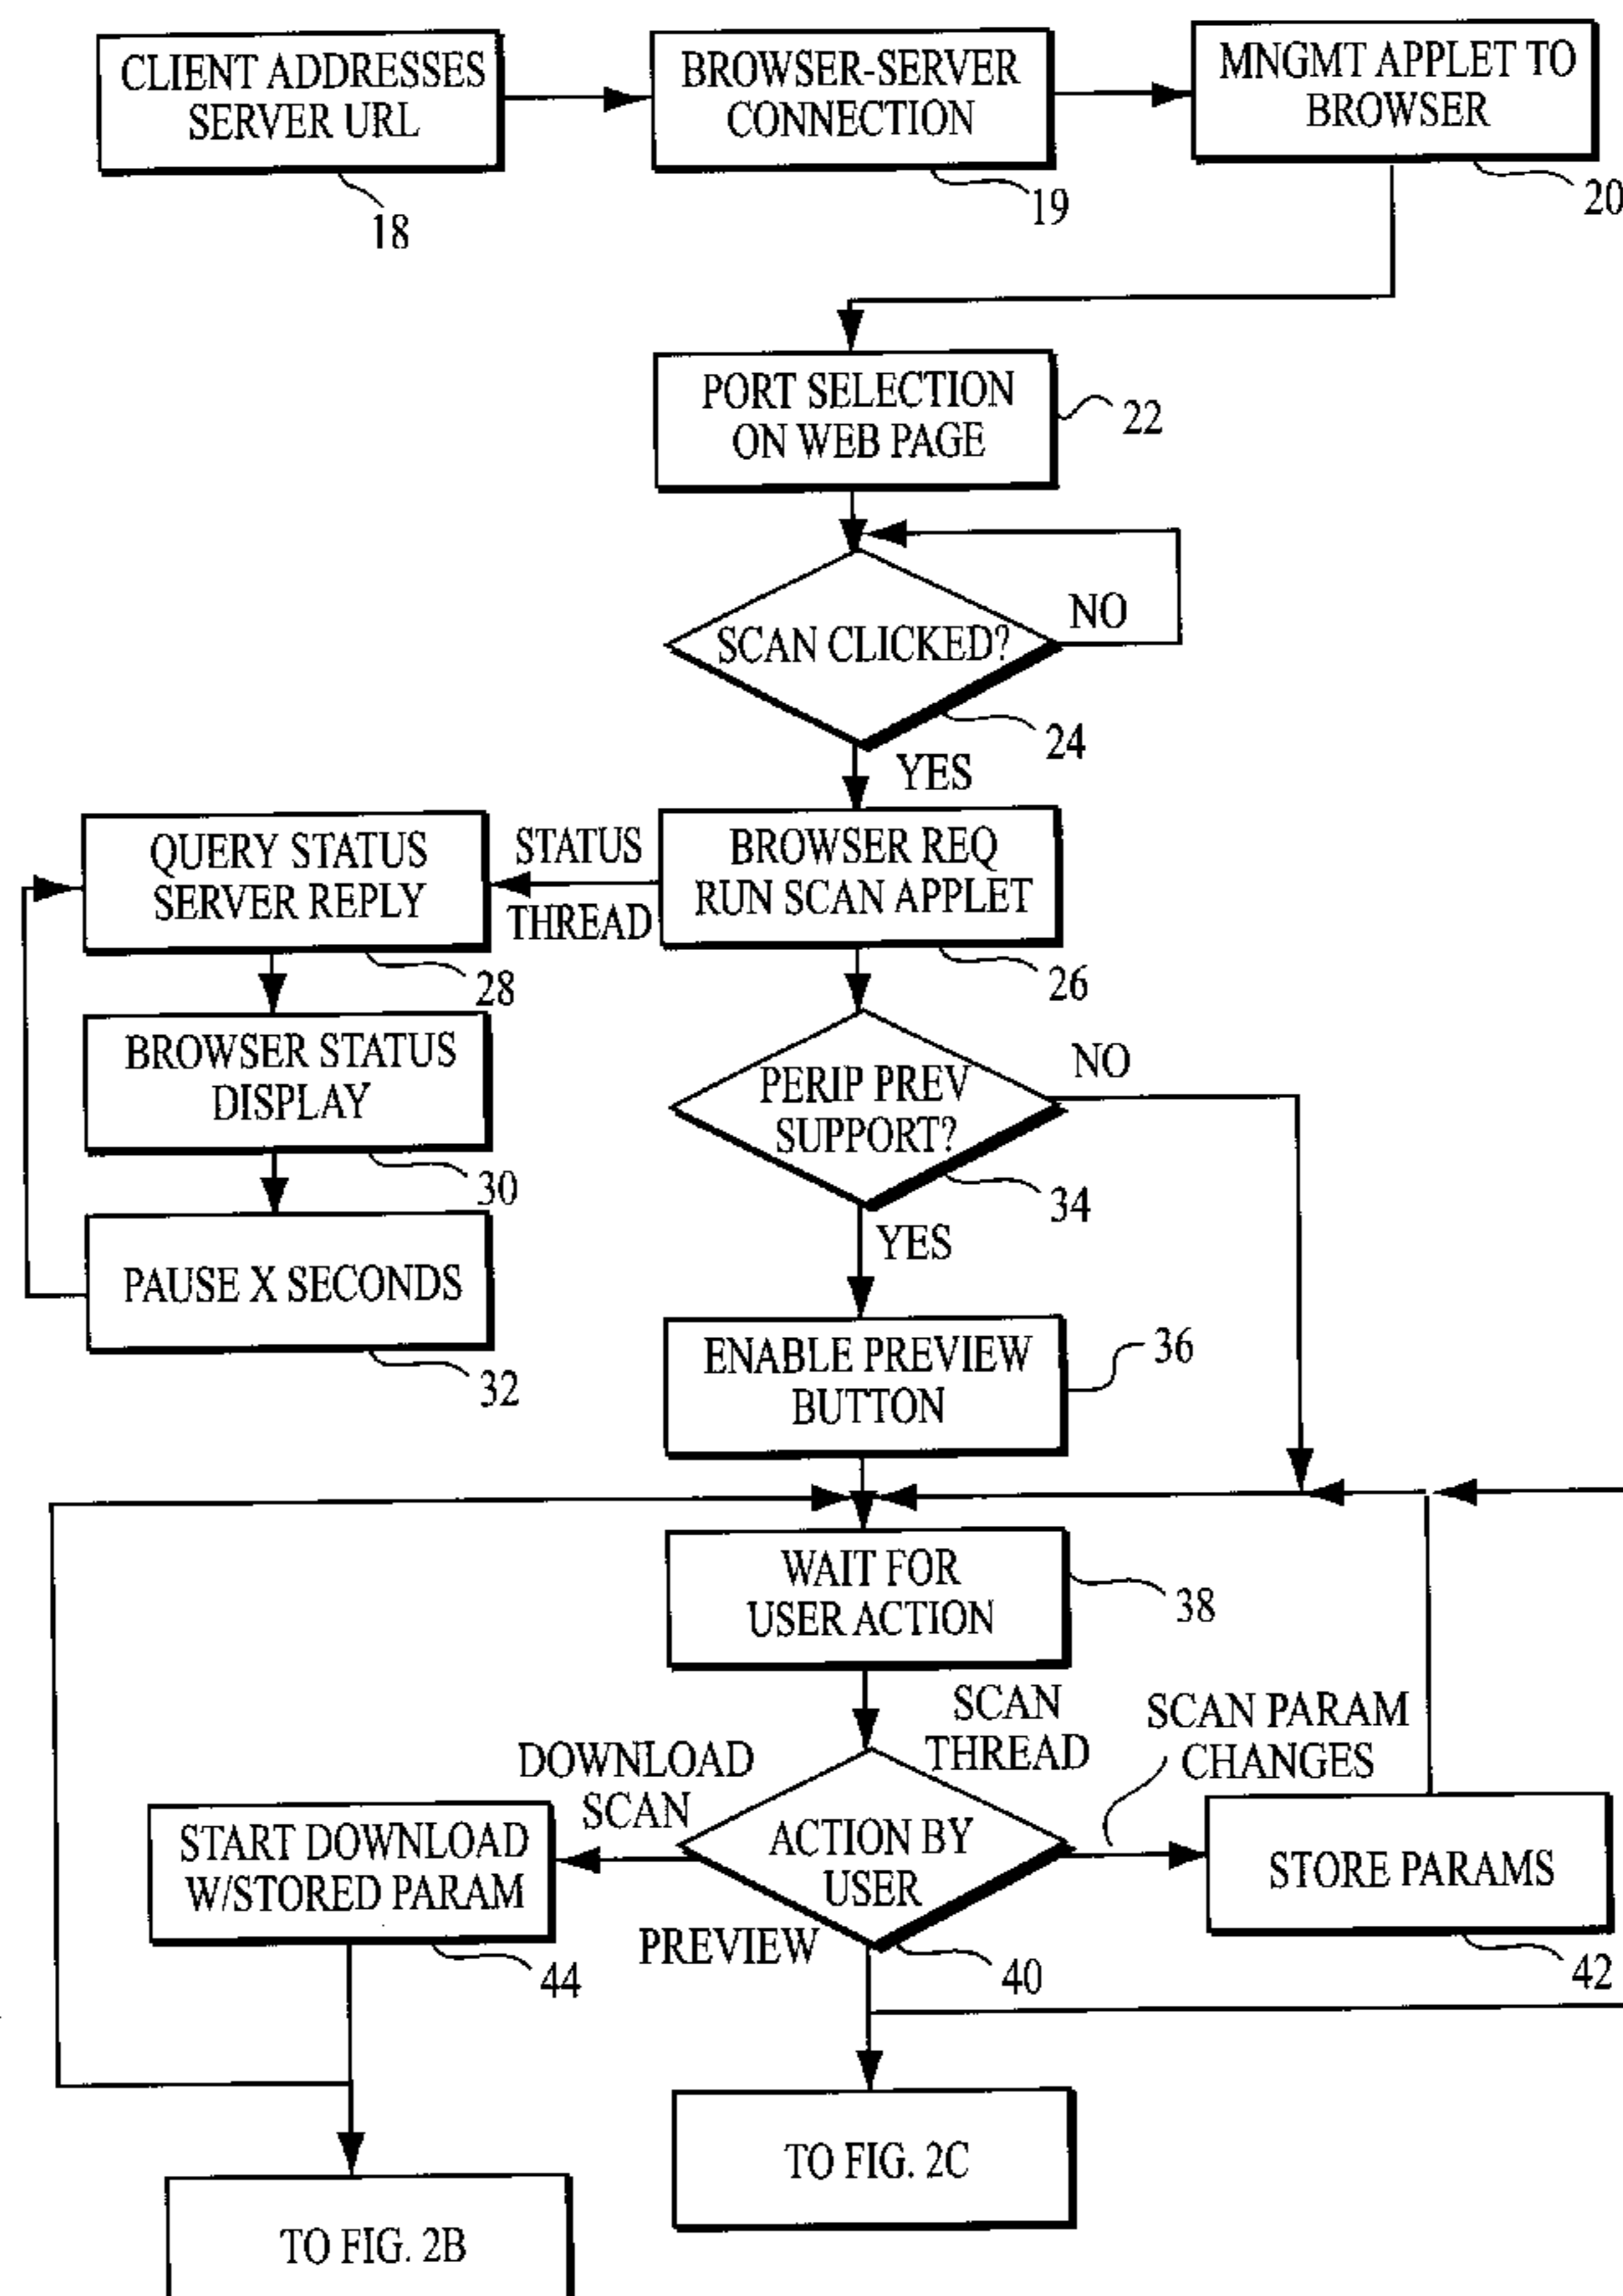 CLIENT ADDRESSES
SERVER URL
18
BROWSER-SERVER
CONNECTION
19
MNGMT APPLET TO
BROWSER
20
PORT SELECTION
ON WEB PAGE
22
SCAN CLICKED?
NO
24
YES
BROWSER REQ
RUN SCAN APPLET
26
STATUS
THREAD
QUERY STATUS
SERVER REPLY
28
BROWSER STATUS
DISPLAY
30
PAUSE X SECONDS
32
PERIP PREV
SUPPORT?
NO
34
YES
ENABLE PREVIEW
BUTTON
36
WAIT FOR
USER ACTION
38
SCAN
THREAD
SCAN PARAM
CHANGES
DOWNLOAD
SCAN
ACTION BY
USER
40
PREVIEW
STORE PARAMS
42
START DOWNLOAD
W/STORED PARAM
44
TO FIG. 2C
TO FIG. 2B